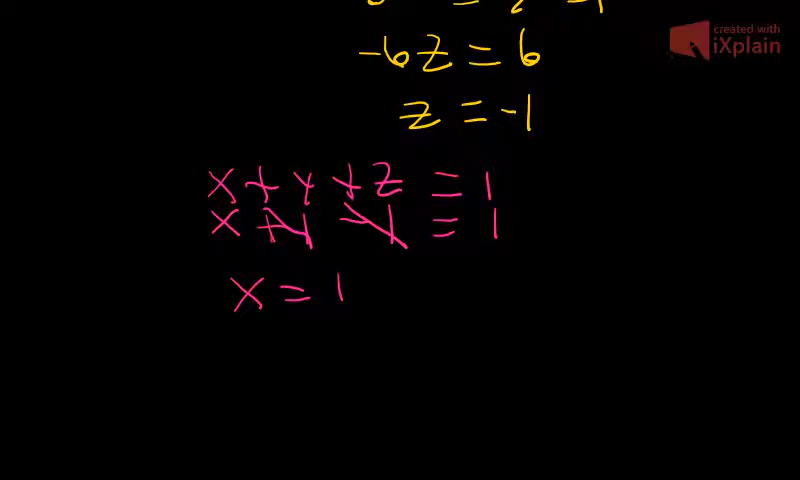 created with
iXplain
-6z = 6
z = -1
x + y + z = 1
x + 1 - 1 = 1
x = 1